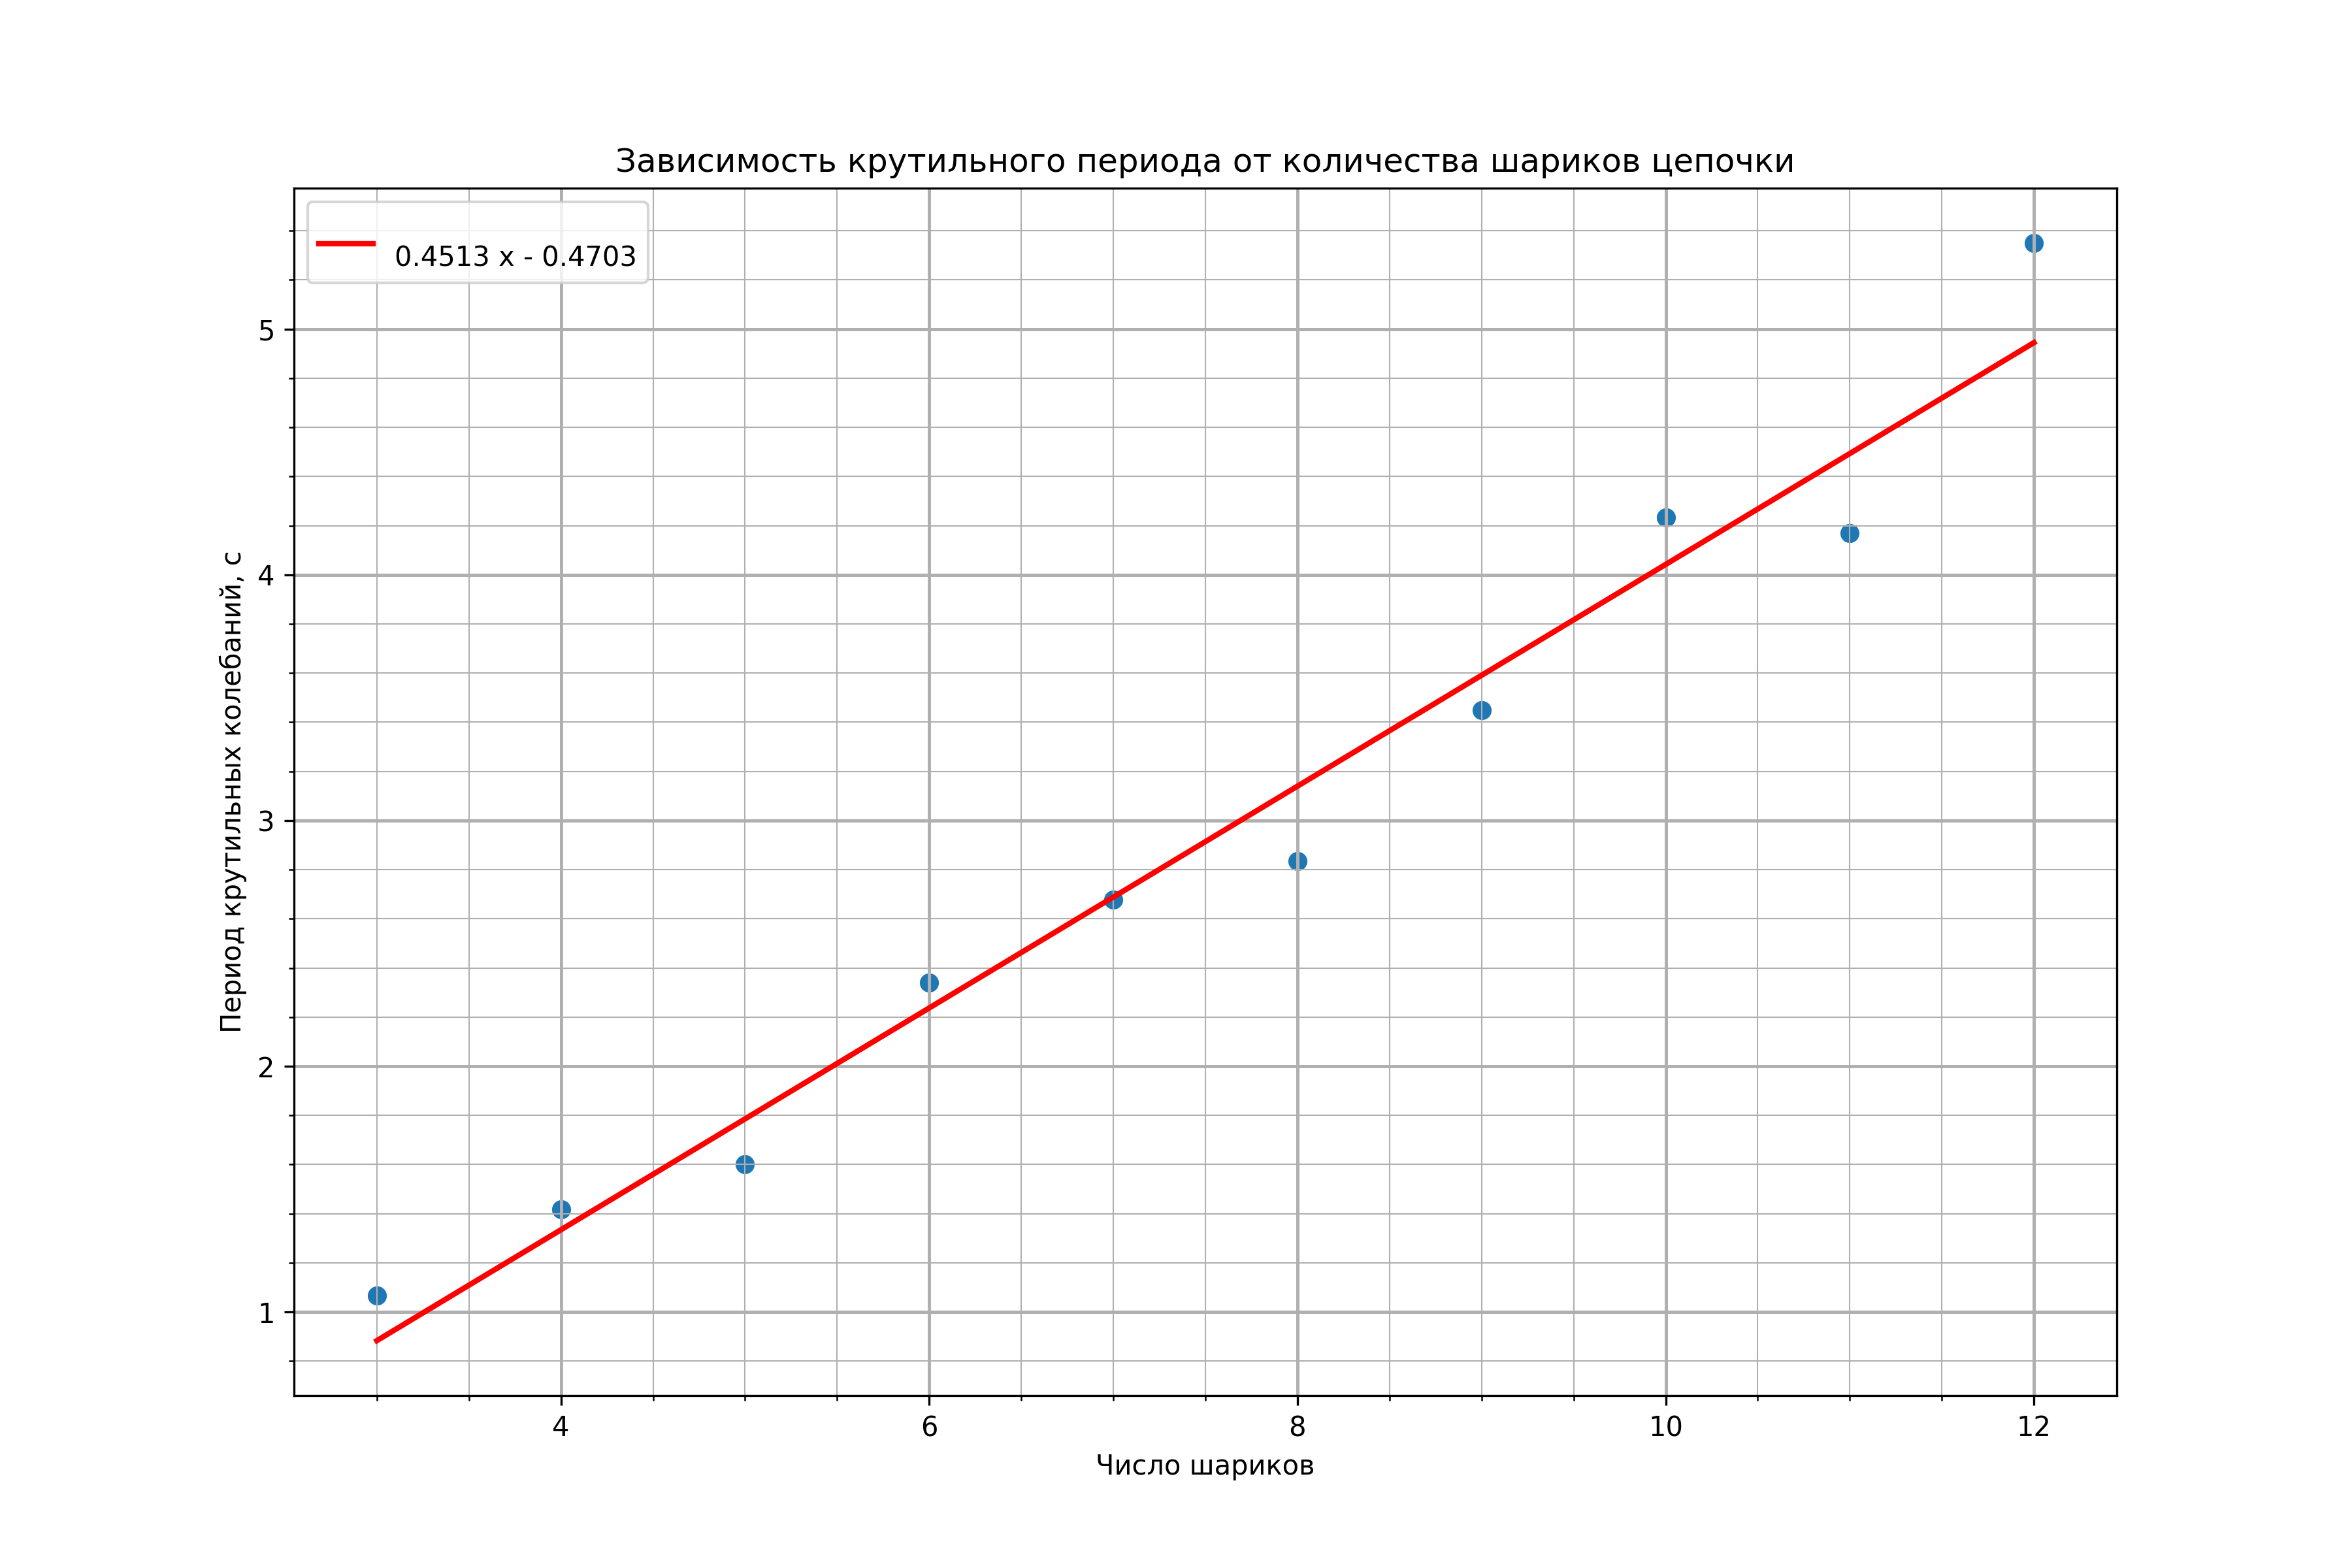 Зависимость крутильного периода от количества шариков цепочки
0.4513 x - 0.4703
Период крутильных колебаний, с
5
4
3
2
1
4 6 8 10 12
Число шариков